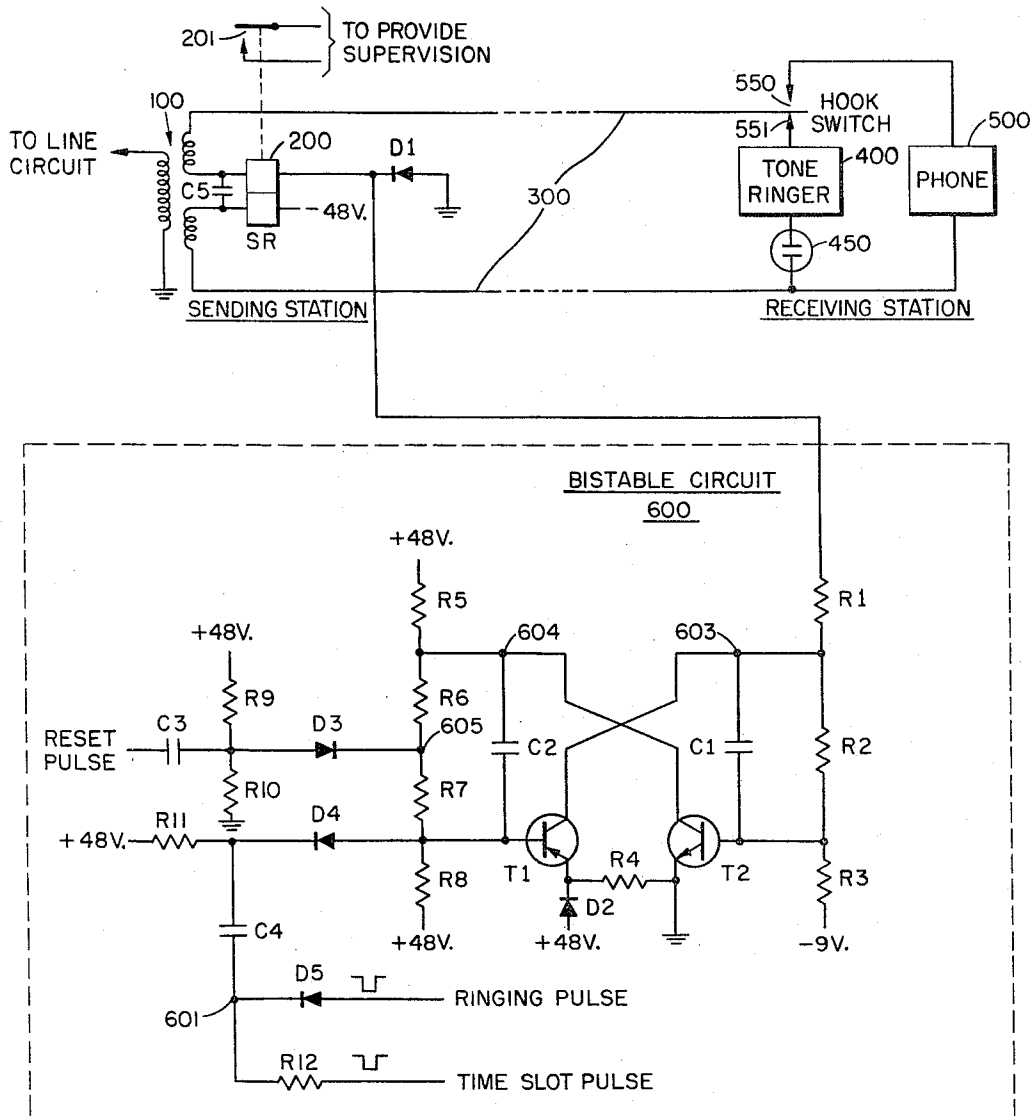 201
TO PROVIDE
SUPERVISION
100
TO LINE
CIRCUIT
200
D1
C5
-48V.
SR
SENDING STATION
300
550
HOOK
SWITCH
551
TONE
RINGER
400
450
PHONE
500
RECEIVING STATION
BISTABLE CIRCUIT
600
+48V.
R5
604
603
R1
+48V.
R9
R6
605
C3
D3
RESET
PULSE
C2
C1
R2
R10
R7
R11
D4
+48V.
T1
R4
T2
R8
D2
R3
+48V.
+48V.
-9V.
C4
D5
RINGING PULSE
601
R12
TIME SLOT PULSE